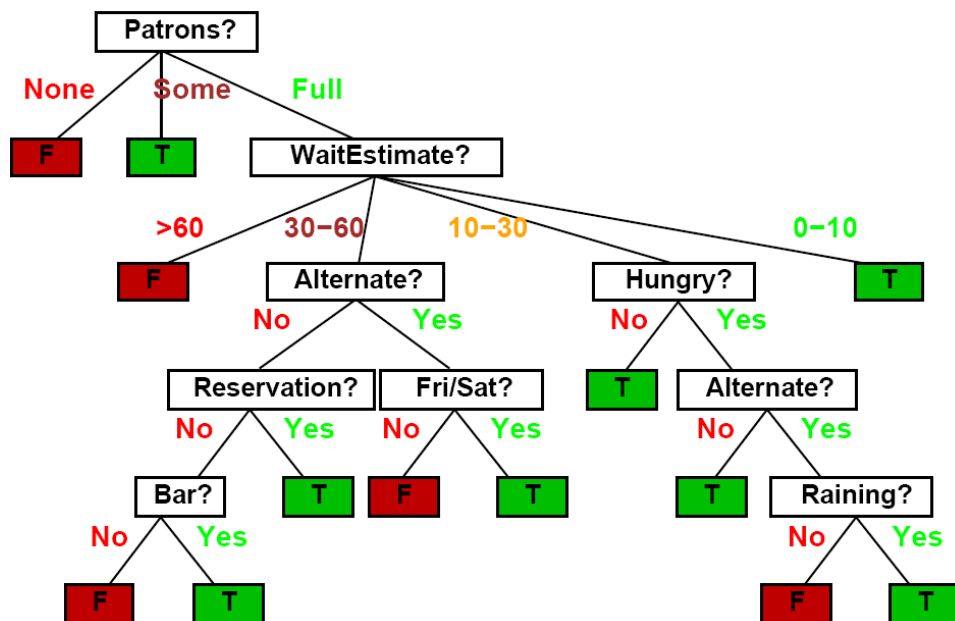 Patrons?
None Some Full
F T WaitEstimate?
>60 30−60 10−30 0−10
F Alternate? Hungry? T
No Yes No Yes
Reservation? Fri/Sat? T Alternate?
No Yes No Yes No Yes
Bar? T F T T Raining?
No Yes No Yes
F T F T